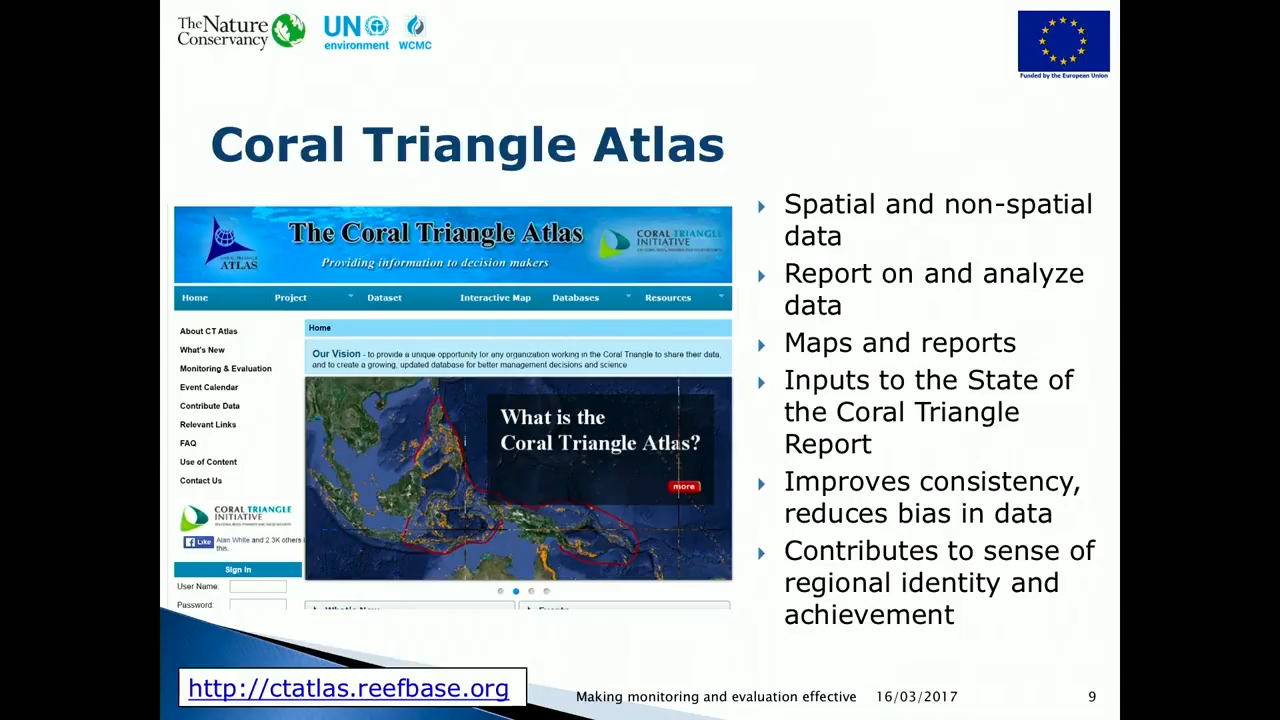 The Nature
Conservancy
UN
environment
WCMC
Funded by the European Union
Coral Triangle Atlas
The Coral Triangle Atlas
Providing information to decision makers
ATLAS
CORAL TRIANGLE
INITIATIVE
Home Project Dataset Interactive Map Databases Resources
About CT Atlas
What's New
Monitoring & Evaluation
Event Calendar
Contribute Data
Relevant Links
FAQ
Use of Content
Contact Us
CORAL TRIANGLE
INITIATIVE
Like Alan White and 2.3K others
this.
Sign In
User Name:
Password:
Home
Our Vision - to provide a unique opportunity for any organization working in the Coral Triangle to share their data,
and to create a growing, updated database for better management decisions and science
What is the
Coral Triangle Atlas?
more
What's New Events
Spatial and non-spatial
data
Report on and analyze
data
Maps and reports
Inputs to the State of
the Coral Triangle
Report
Improves consistency,
reduces bias in data
Contributes to sense of
regional identity and
achievement
http://ctatlas.reefbase.org
Making monitoring and evaluation effective 16/03/2017 9